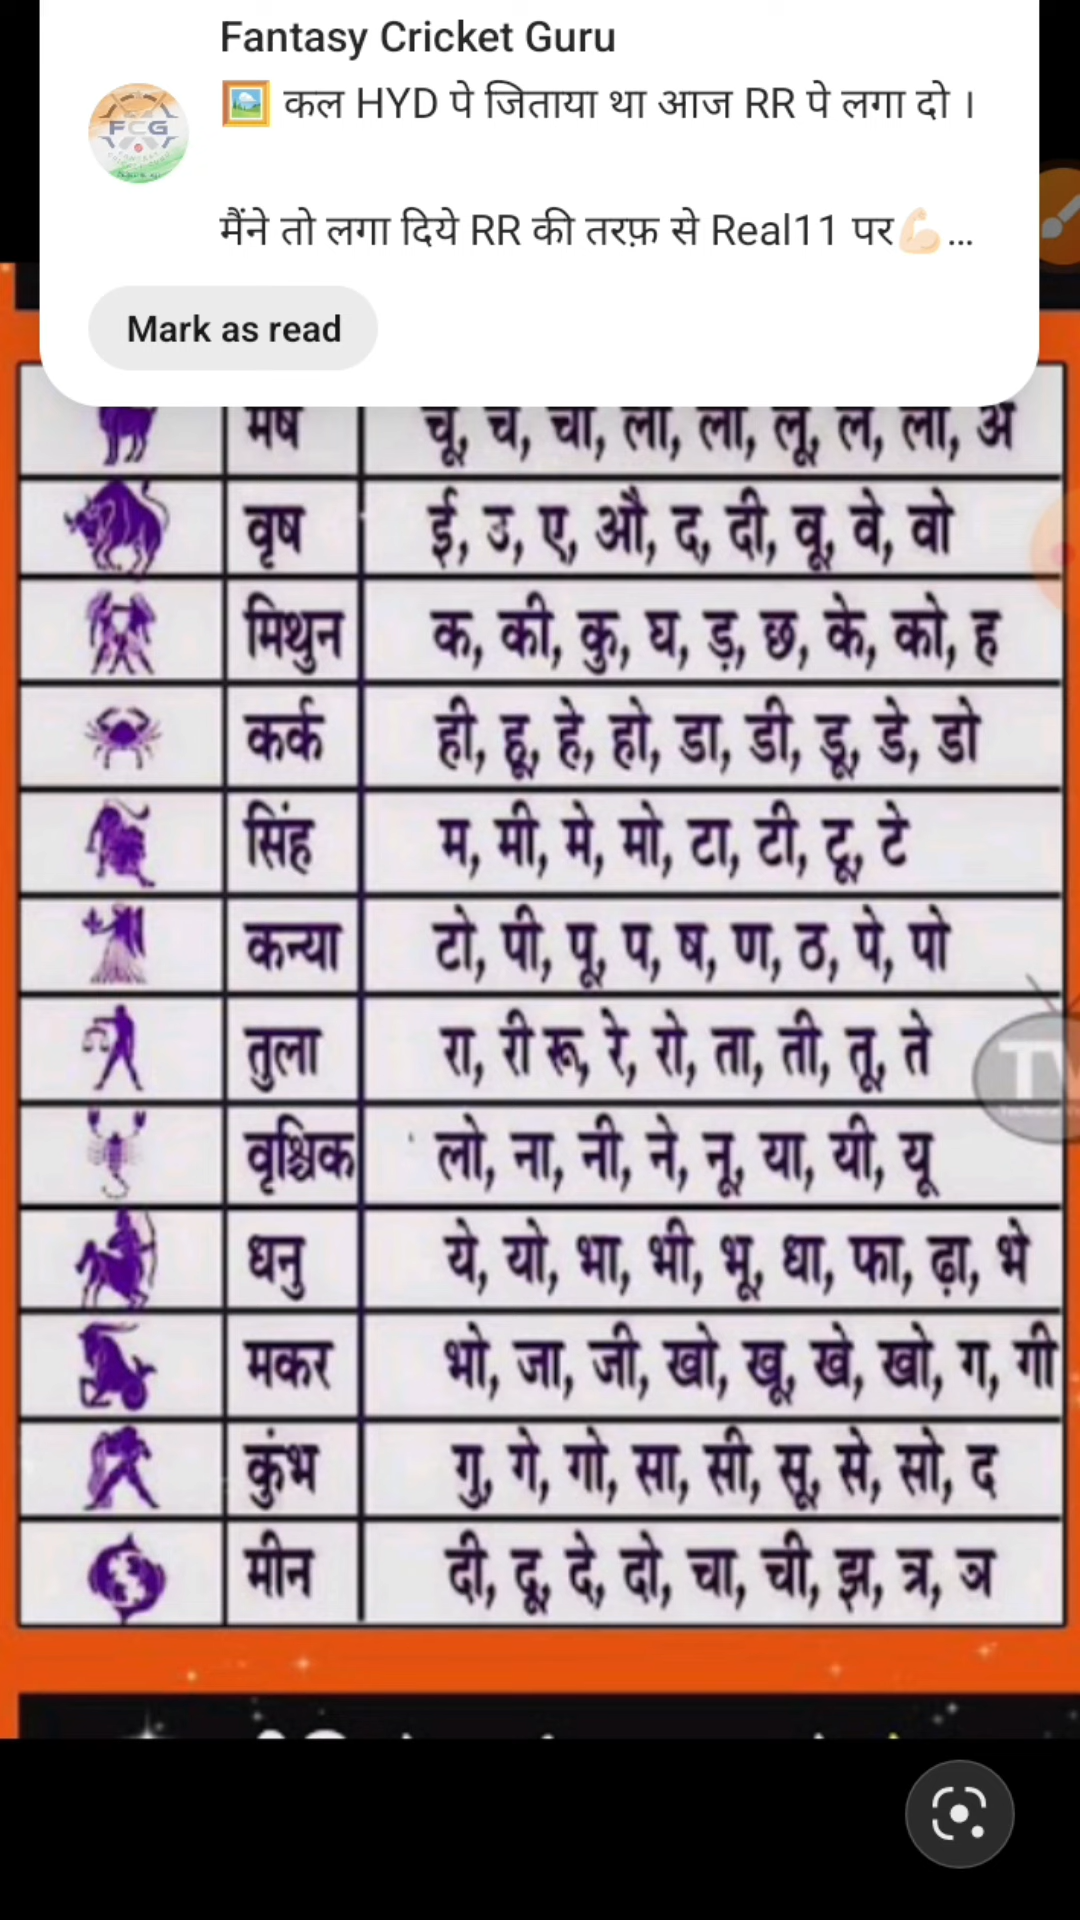 Fantasy Cricket Guru
🖼️ कल HYD पे जिताया था आज RR पे लगा दो ।
FCG
मैंने तो लगा दिये RR की तरफ़ से Real11 पर💪🏻...
Mark as read
मेष चू, चे, चो, ला, ली, लू, ले, लो, अ
वृष ई, उ, ए, औ, द, दी, वू, वे, वो
मिथुन क, की, कु, घ, ड़, छ, के, को, ह
कर्क ही, हू, हे, हो, डा, डी, डू, डे, डो
सिंह म, मी, मे, मो, टा, टी, टू, टे
कन्या टो, पी, पू, प, ष, ण, ठ, पे, पो
तुला रा, री रू, रे, रो, ता, ती, तू, ते
वृश्चिक लो, ना, नी, ने, नू, या, यी, यू
धनु ये, यो, भा, भी, भू, धा, फा, ढ़ा, भे
मकर भो, जा, जी, खो, खू, खे, खो, ग, गी
कुंभ गु, गे, गो, सा, सी, सू, से, सो, द
मीन दी, दू, दे, दो, चा, ची, झ, त्र, ञ